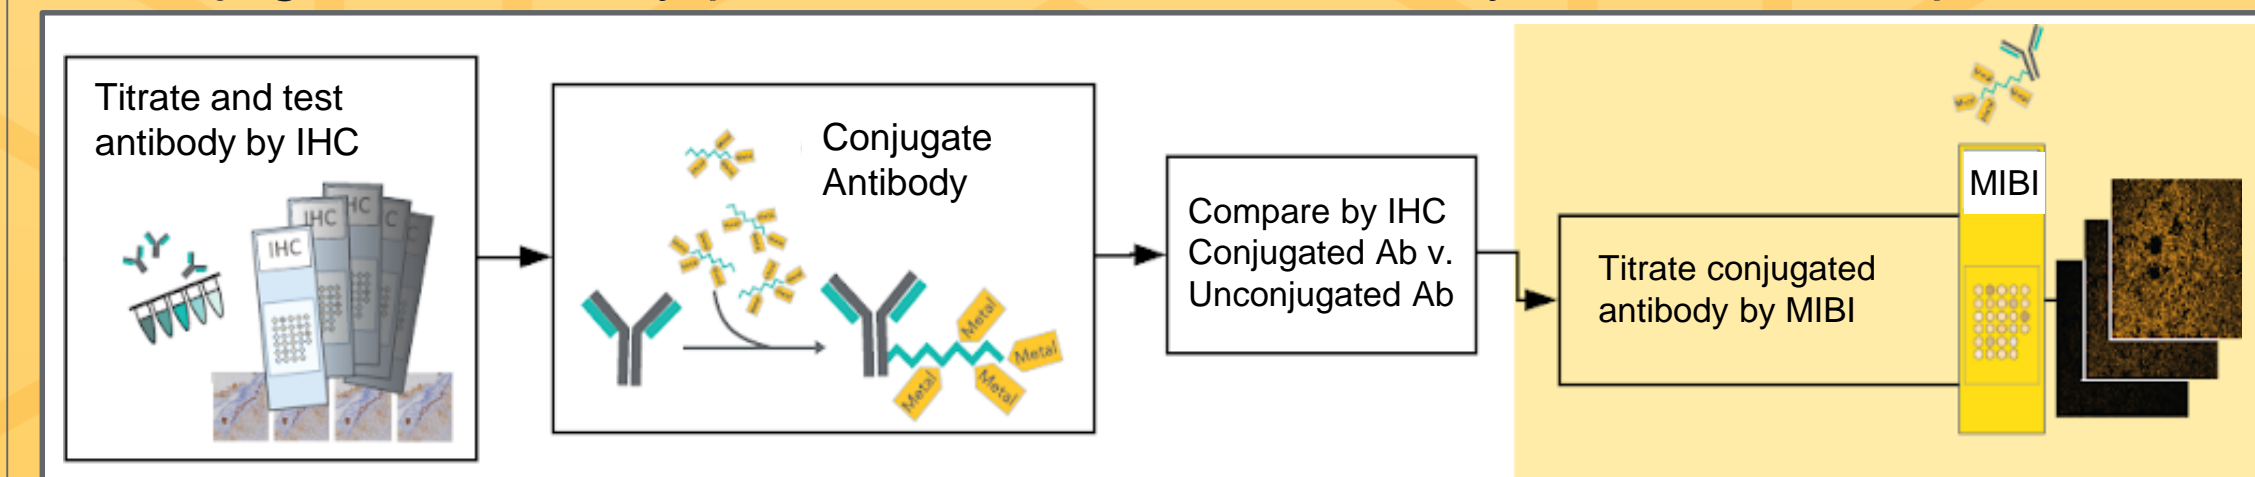 Titrate and test
antibody by IHC
IHC
IHC
IHC
C
C
Conjugate
Antibody
Metal
Metal
Metal
Metal
Compare by IHC
Conjugated Ab v.
Unconjugated Ab
Titrate conjugated
antibody by MIBI
MIBI